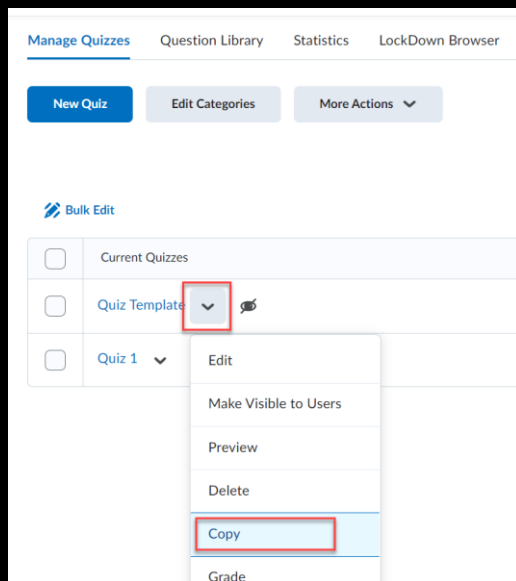 Manage Quizzes Question Library Statistics LockDown Browser
New Quiz Edit Categories More Actions
Bulk Edit
Current Quizzes
Quiz Template
Quiz 1
Edit
Make Visible to Users
Preview
Delete
Copy
Grade